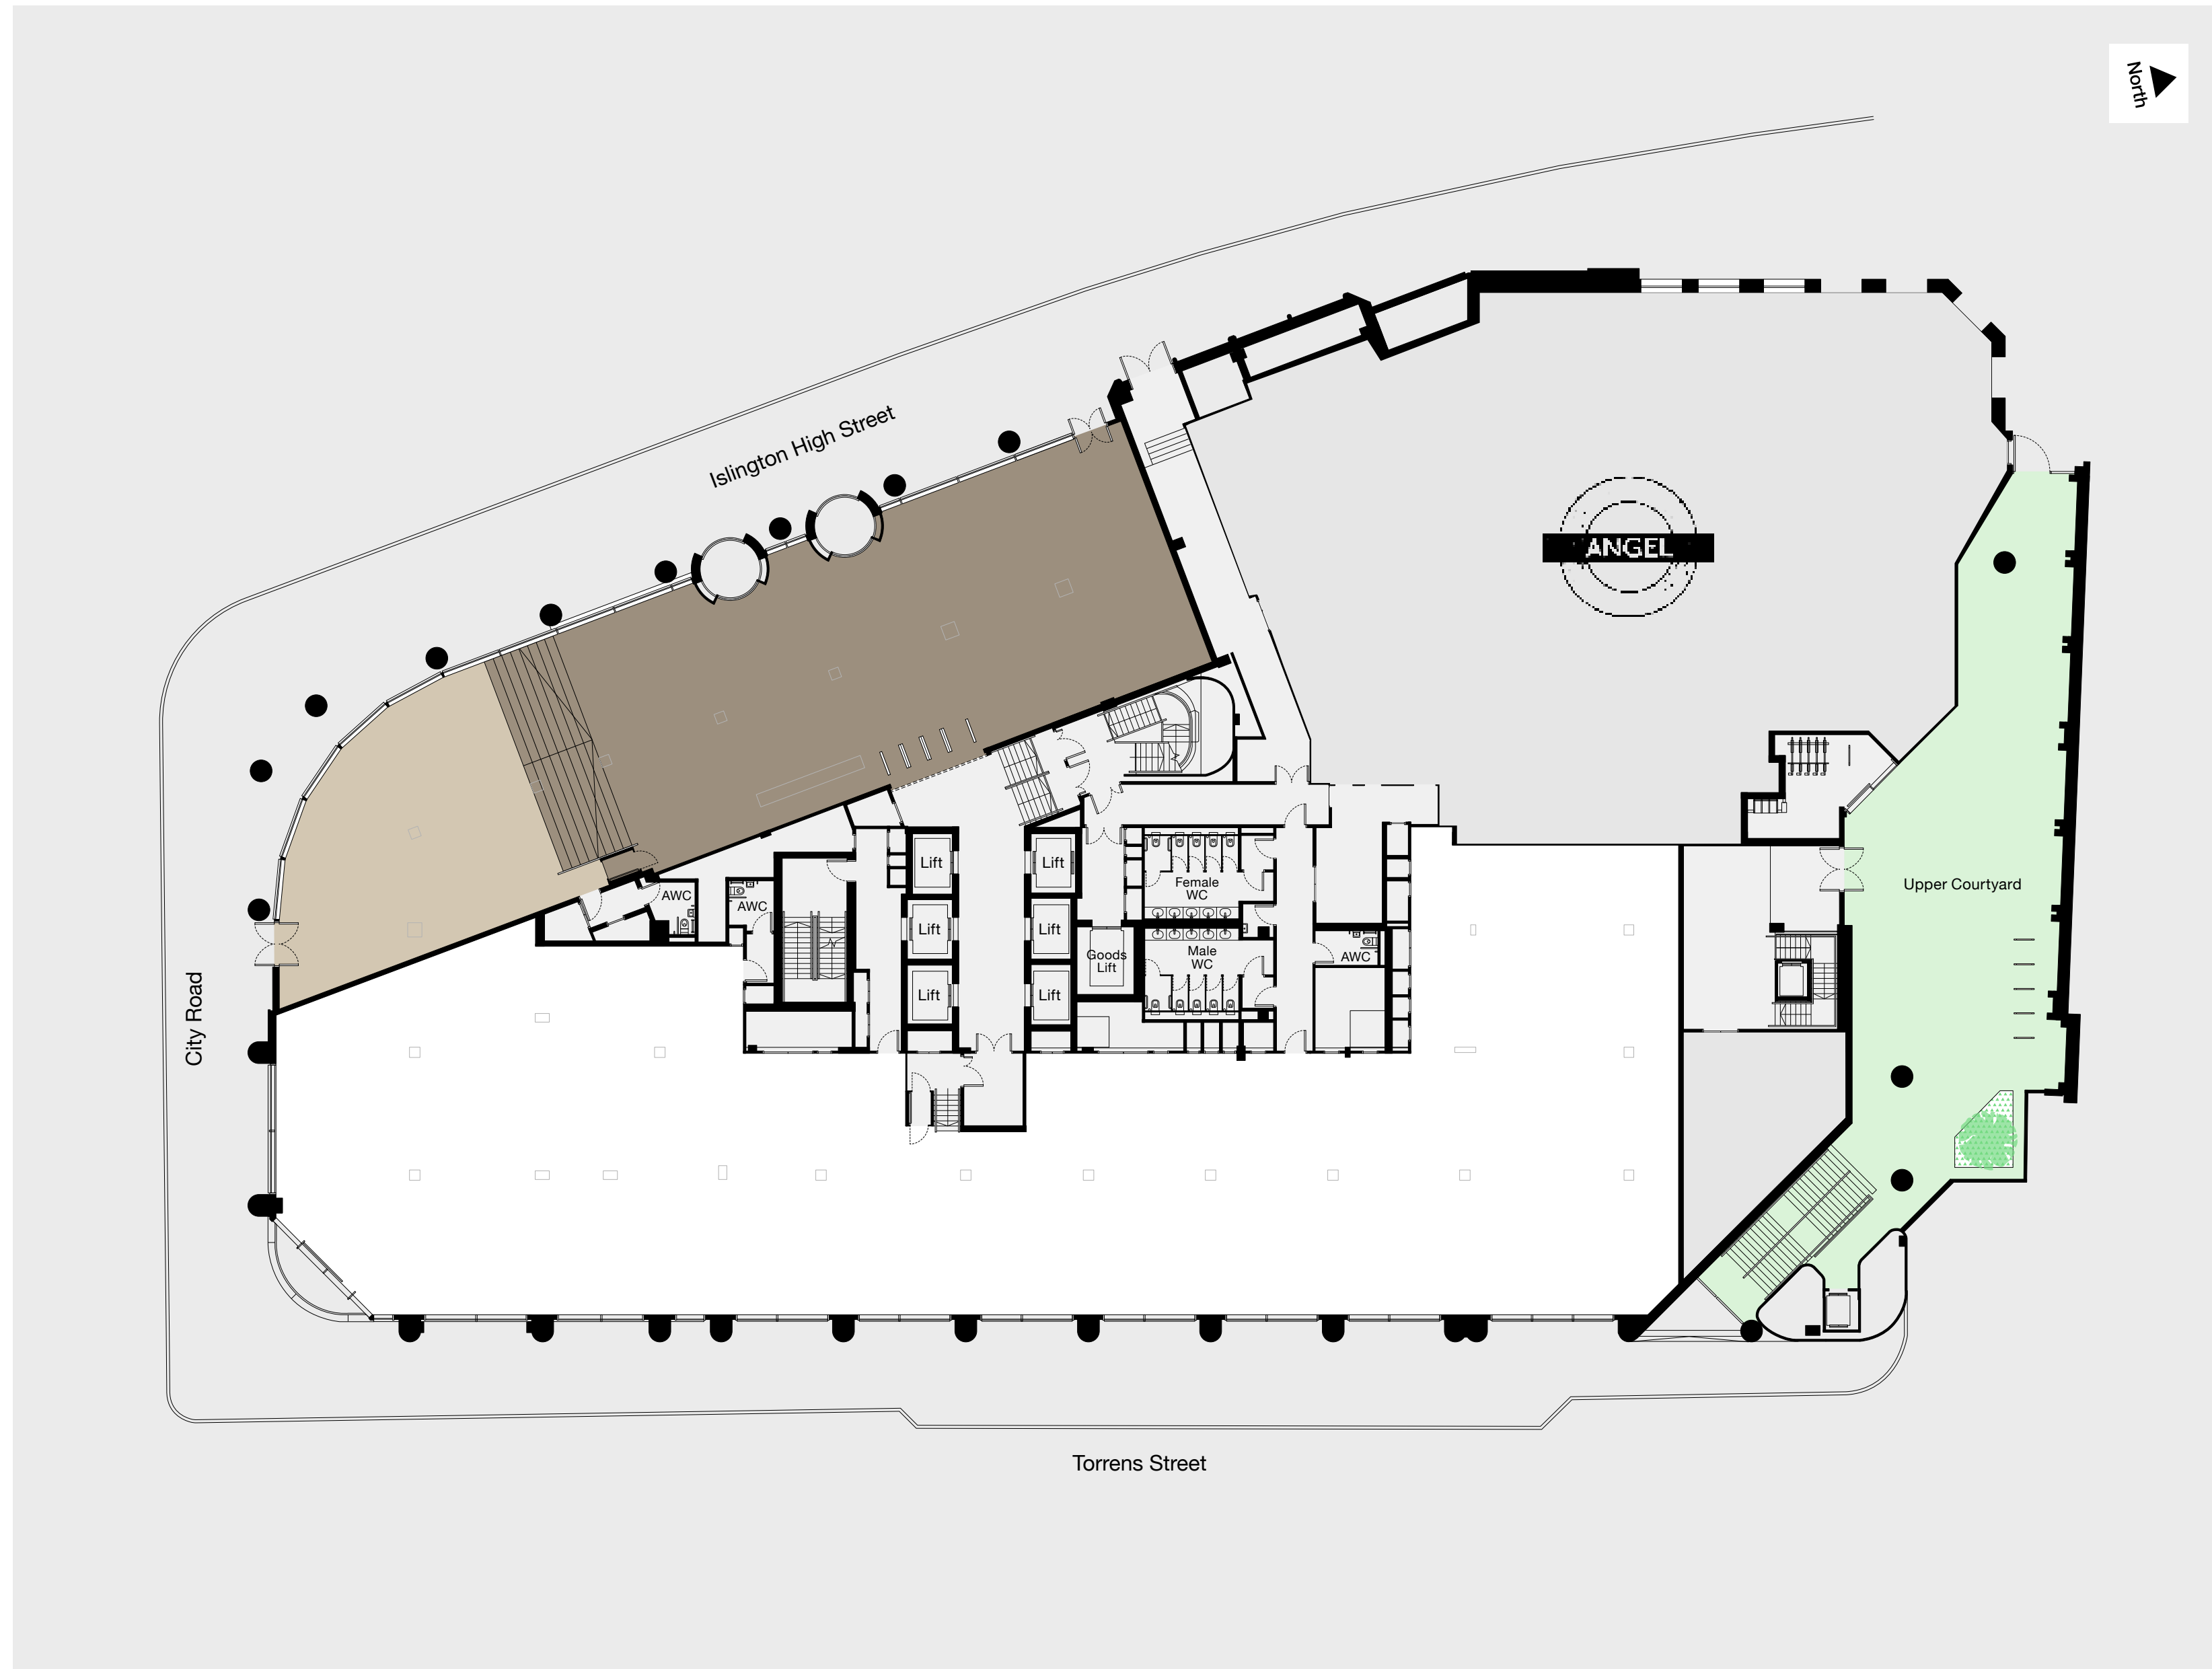 North
Islington High Street
ANGEL
Lift
Lift
AWC
Female
WC
Upper Courtyard
AWC
Lift
Lift
Goods
Lift
Male
WC
AWC
Lift
Lift
City Road
Torrens Street